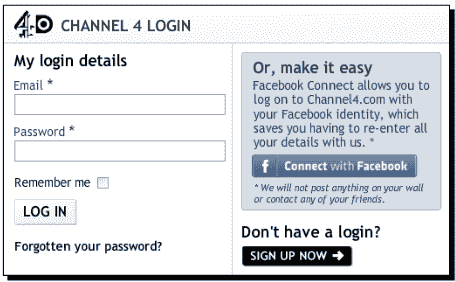 4oD CHANNEL 4 LOGIN
My login details
Email *
Password *
Remember me
LOG IN
Forgotten your password?
Or, make it easy
Facebook Connect allows you to
log on to Channel4.com with
your Facebook identity, which
saves you having to re-enter all
your details with us. *
f Connect with Facebook
* We will not post anything on your wall
or contact any of your friends.
Don't have a login?
SIGN UP NOW